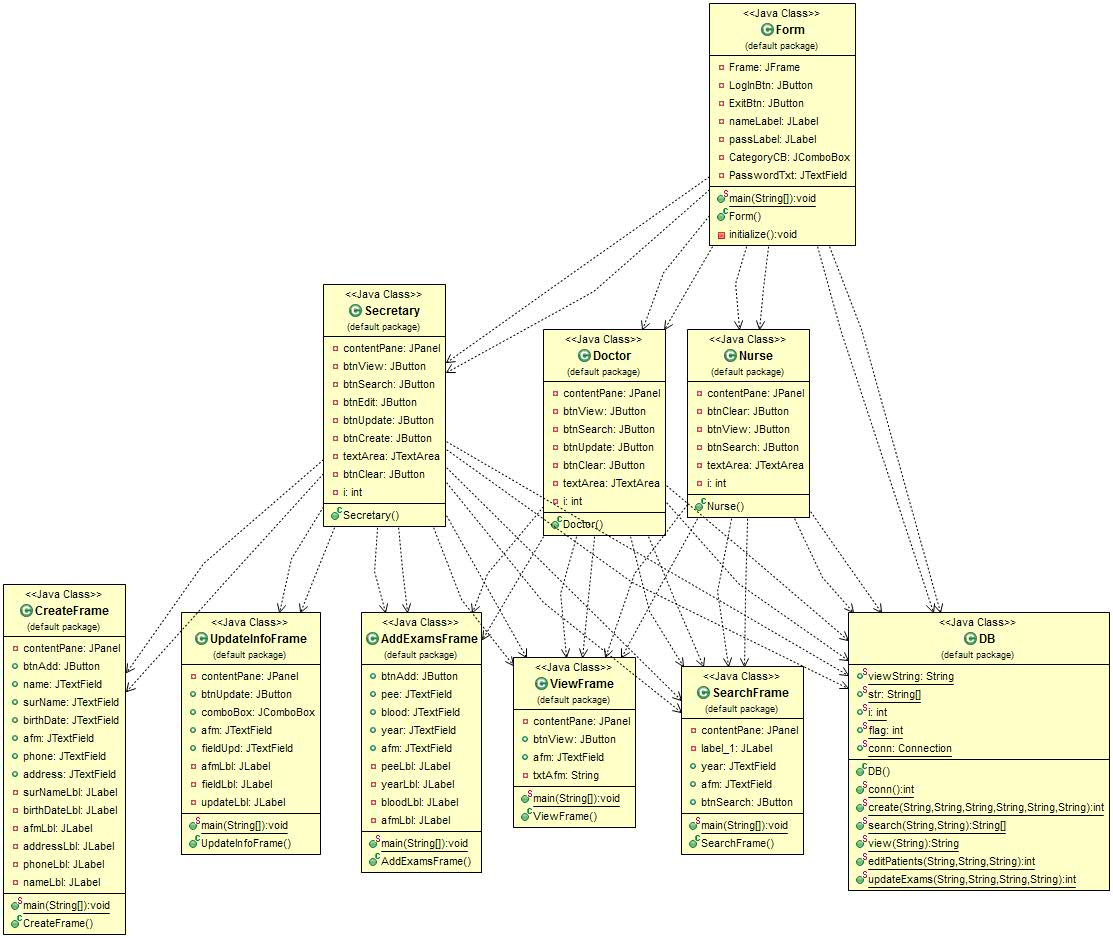 <<Java Class>>
Form
(default package)
Frame: JFrame
LogInBtn: JButton
ExitBtn: JButton
nameLabel: JLabel
passLabel: JLabel
CategoryCB: JComboBox
PasswordTxt: JTextField
main(String[]):void
Form()
initialize():void
<<Java Class>>
Secretary
(default package)
contentPane: JPanel
btnView: JButton
btnSearch: JButton
btnEdit: JButton
btnUpdate: JButton
btnCreate: JButton
textArea: JTextArea
btnClear: JButton
i: int
Secretary()
<<Java Class>>
Doctor
(default package)
contentPane: JPanel
btnView: JButton
btnSearch: JButton
btnUpdate: JButton
btnClear: JButton
textArea: JTextArea
i: int
Doctor()
<<Java Class>>
Nurse
(default package)
contentPane: JPanel
btnClear: JButton
btnView: JButton
btnSearch: JButton
textArea: JTextArea
i: int
Nurse()
<<Java Class>>
CreateFrame
(default package)
contentPane: JPanel
btnAdd: JButton
name: JTextField
surName: JTextField
birthDate: JTextField
afm: JTextField
phone: JTextField
address: JTextField
surNameLbl: JLabel
birthDateLbl: JLabel
afmLbl: JLabel
addressLbl: JLabel
phoneLbl: JLabel
nameLbl: JLabel
main(String[]):void
CreateFrame()
<<Java Class>>
UpdateInfoFrame
(default package)
contentPane: JPanel
btnUpdate: JButton
comboBox: JComboBox
afm: JTextField
fieldUpd: JTextField
afmLbl: JLabel
fieldLbl: JLabel
updateLbl: JLabel
main(String[]):void
UpdateInfoFrame()
<<Java Class>>
AddExamsFrame
(default package)
btnAdd: JButton
pee: JTextField
blood: JTextField
year: JTextField
afm: JTextField
peeLbl: JLabel
yearLbl: JLabel
bloodLbl: JLabel
afmLbl: JLabel
main(String[]):void
AddExamsFrame()
<<Java Class>>
ViewFrame
(default package)
contentPane: JPanel
btnView: JButton
afm: JTextField
txtAfm: String
main(String[]):void
ViewFrame()
<<Java Class>>
SearchFrame
(default package)
contentPane: JPanel
label_1: JLabel
year: JTextField
afm: JTextField
btnSearch: JButton
main(String[]):void
SearchFrame()
<<Java Class>>
DB
(default package)
viewString: String
str: String[]
i: int
flag: int
conn: Connection
DB()
conn():int
create(String,String,String,String,String,String):int
search(String,String):String[]
view(String):String
editPatients(String,String,String):int
updateExams(String,String,String,String):int